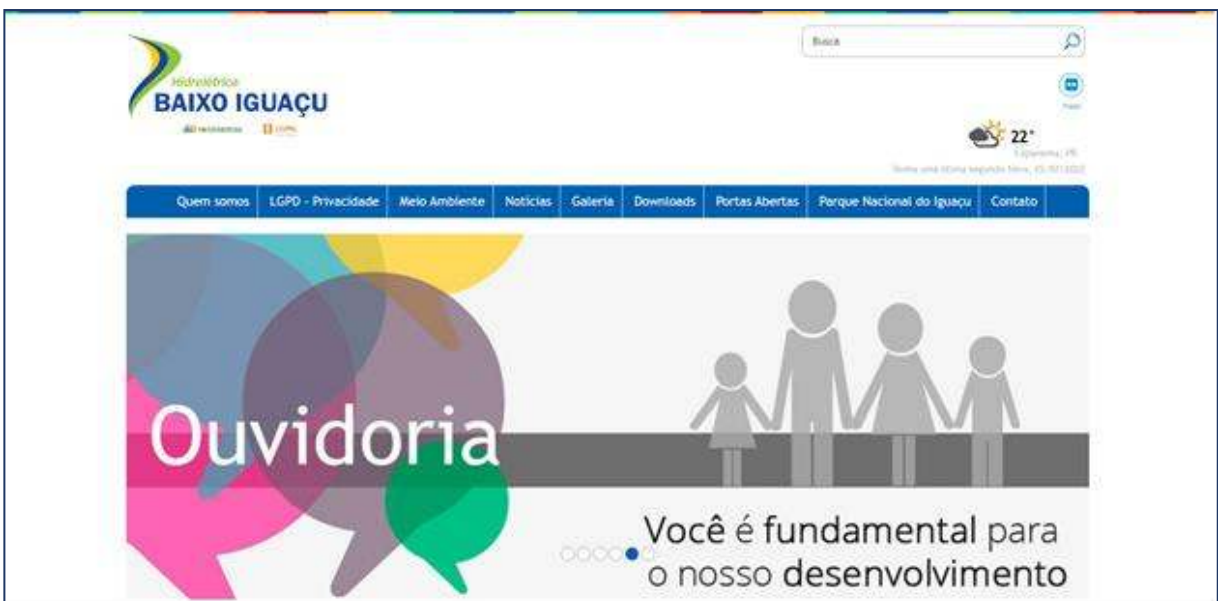 Busca
Hidrelétrica
BAIXO IGUAÇU
22°
Quem somos LGPD - Privacidade Meio Ambiente Notícias Galeria Downloads Portas Abertas Parque Nacional do Iguaçu Contato
Ouvidoria
Você é fundamental para
o nosso desenvolvimento